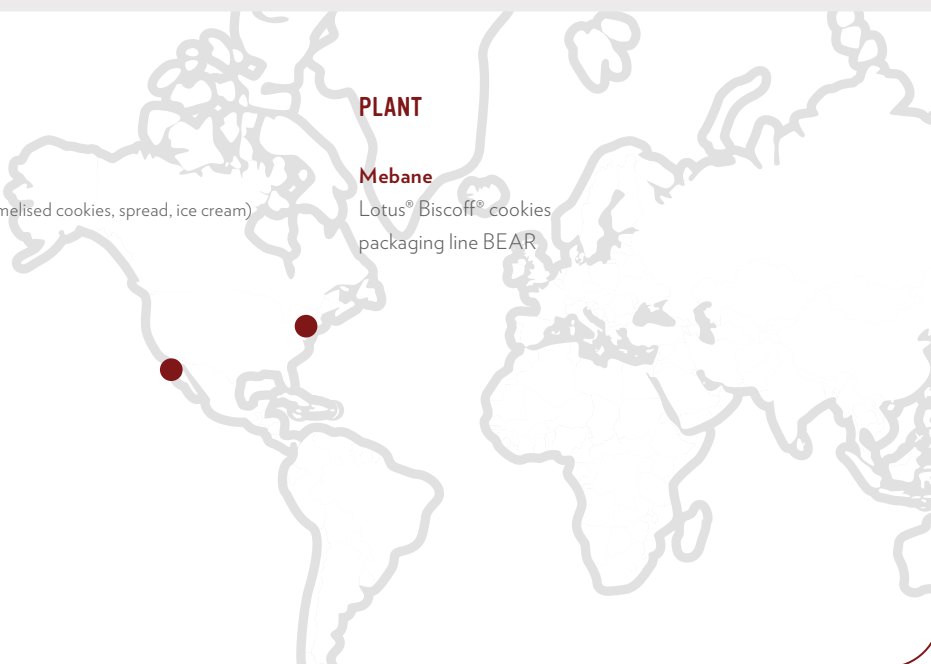 PLANT
Mebane
melised cookies, spread, ice cream)
Lotus® Biscoff® cookies
packaging line BEAR